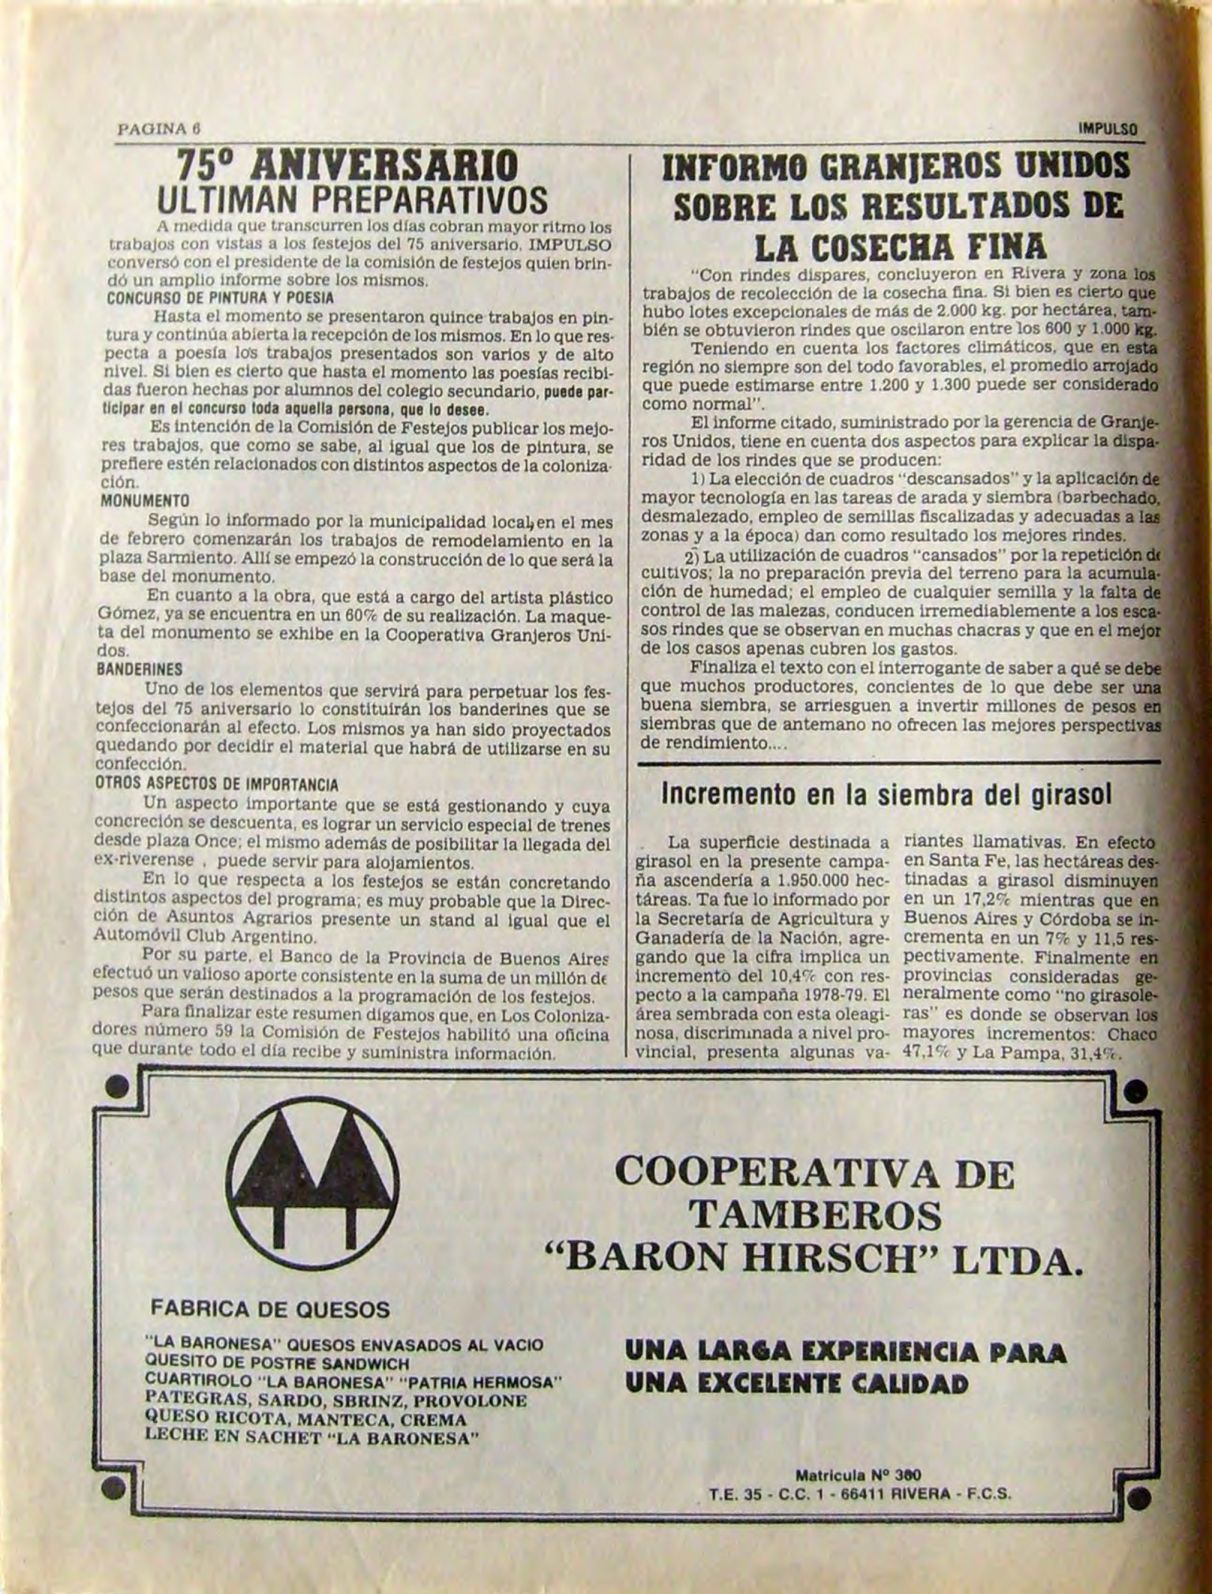 PAGINA 6
IMPULSO
75º ANIVERSARIO
ULTIMAN PREPARATIVOS
A medida que transcurren los días cobran mayor ritmo los
trabajos con vistas a los festejos del 75 aniversario, IMPULSO
conversó con el presidente de la comisión de festejos quien brin-
dó un amplio informe sobre los mismos.
CONCURSO DE PINTURA Y POESIA
Hasta el momento se presentaron quince trabajos en pin-
tura y continúa abierta la recepción de los mismos. En lo que res-
pecta a poesía los trabajos presentados son varios y de alto
nivel. Si bien es cierto que hasta el momento las poesías recibi-
das fueron hechas por alumnos del colegio secundario, puede par-
ticipar en el concurso toda aquella persona, que lo desee.
Es intención de la Comisión de Festejos publicar los mejo-
res trabajos, que como se sabe, al igual que los de pintura, se
prefiere estén relacionados con distintos aspectos de la coloniza-
ción.
MONUMENTO
Según lo informado por la municipalidad local, en el mes
de febrero comenzarán los trabajos de remodelamiento en la
plaza Sarmiento. Allí se empezó la construcción de lo que será la
base del monumento.
En cuanto a la obra, que está a cargo del artista plástico
Gómez, ya se encuentra en un 60% de su realización. La maque-
ta del monumento se exhibe en la Cooperativa Granjeros Uni-
dos.
BANDERINES
Uno de los elementos que servirá para perpetuar los fes-
tejos del 75 aniversario lo constituirán los banderines que se
confeccionarán al efecto. Los mismos ya han sido proyectados
quedando por decidir el material que habrá de utilizarse en su
confección.
OTROS ASPECTOS DE IMPORTANCIA
Un aspecto importante que se está gestionando y cuya
concreción se descuenta, es lograr un servicio especial de trenes
desde plaza Once; el mismo además de posibilitar la llegada del
ex-riverense , puede servir para alojamientos.
En lo que respecta a los festejos se están concretando
distintos aspectos del programa; es muy probable que la Direc-
ción de Asuntos Agrarios presente un stand al igual que el
Automóvil Club Argentino.
Por su parte, el Banco de la Provincia de Buenos Aires
efectuó un valioso aporte consistente en la suma de un millón de
pesos que serán destinados a la programación de los festejos.
Para finalizar este resumen digamos que, en Los Coloniza-
dores número 59 la Comisión de Festejos habilitó una oficina
que durante todo el día recibe y suministra información.
INFORMO GRANJEROS UNIDOS
SOBRE LOS RESULTADOS DE
LA COSECHA FINA
"Con rindes dispares, concluyeron en Rivera y zona los
trabajos de recolección de la cosecha fina. Si bien es cierto que
hubo lotes excepcionales de más de 2.000 kg. por hectárea, tam-
bién se obtuvieron rindes que oscilaron entre los 600 y 1.000 kg.
Teniendo en cuenta los factores climáticos, que en esta
región no siempre son del todo favorables, el promedio arrojado
que puede estimarse entre 1.200 y 1.300 puede ser considerado
como normal".
El informe citado, suministrado por la gerencia de Granje-
ros Unidos, tiene en cuenta dos aspectos para explicar la dispa-
ridad de los rindes que se producen:
1) La elección de cuadros "descansados" y la aplicación de
mayor tecnología en las tareas de arada y siembra (barbechado,
desmalezado, empleo de semillas fiscalizadas y adecuadas a las
zonas y a la época) dan como resultado los mejores rindes.
2) La utilización de cuadros "cansados" por la repetición de
cultivos; la no preparación previa del terreno para la acumula-
ción de humedad; el empleo de cualquier semilla y la falta de
control de las malezas, conducen irremediablemente a los esca-
sos rindes que se observan en muchas chacras y que en el mejor
de los casos apenas cubren los gastos.
Finaliza el texto con el interrogante de saber a qué se debe
que muchos productores, concientes de lo que debe ser una
buena siembra, se arriesguen a invertir millones de pesos en
siembras que de antemano no ofrecen las mejores perspectivas
de rendimiento....
Incremento en la siembra del girasol
La superficie destinada a
girasol en la presente campa-
ña ascendería a 1.950.000 hec-
táreas. Ta fue lo informado por
la Secretaría de Agricultura y
Ganadería de la Nación, agre-
gando que la cifra implica un
incremento del 10,4% con res-
pecto a la campaña 1978-79. El
área sembrada con esta oleagi-
nosa, discriminada a nivel pro-
vincial, presenta algunas va-
riantes llamativas. En efecto
en Santa Fe, las hectáreas des-
tinadas a girasol disminuyen
en un 17,2% mientras que en
Buenos Aires y Córdoba se in-
crementa en un 7% y 11,5 res-
pectivamente. Finalmente en
provincias consideradas ge-
neralmente como "no girasole-
ras" es donde se observan los
mayores incrementos: Chaco
47,1% y La Pampa, 31,4%.
COOPERATIVA DE
TAMBEROS
"BARON HIRSCH" LTDA.
FABRICA DE QUESOS
"LA BARONESA" QUESOS ENVASADOS AL VACIO
QUESITO DE POSTRE SANDWICH
CUARTIROLO "LA BARONESA" "PATRIA HERMOSA"
PATEGRAS, SARDO, SBRINZ, PROVOLONE
QUESO RICOTA, MANTECA, CREMA
LECHE EN SACHET "LA BARONESA"
UNA LARGA EXPERIENCIA PARA
UNA EXCELENTE CALIDAD
Matricula Nº 380
T.E. 35 - C.C. 1 - 66411 RIVERA - F.C.S.